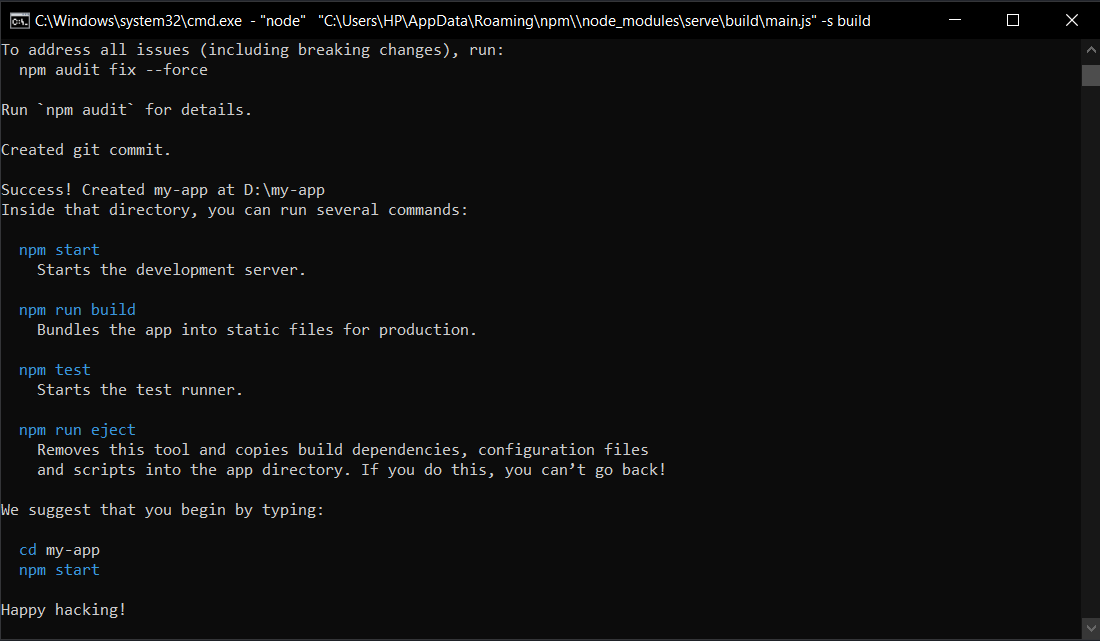 C:\Windows\system32\cmd.exe - "node" "C:\Users\HP\AppData\Roaming\npm\\node_modules\serve\build\main.js" -s build
To address all issues (including breaking changes), run:
npm audit fix --force
Run `npm audit` for details.
Created git commit.
Success! Created my-app at D:\my-app
Inside that directory, you can run several commands:
npm start
Starts the development server.
npm run build
Bundles the app into static files for production.
npm test
Starts the test runner.
npm run eject
Removes this tool and copies build dependencies, configuration files
and scripts into the app directory. If you do this, you can’t go back!
We suggest that you begin by typing:
cd my-app
npm start
Happy hacking!